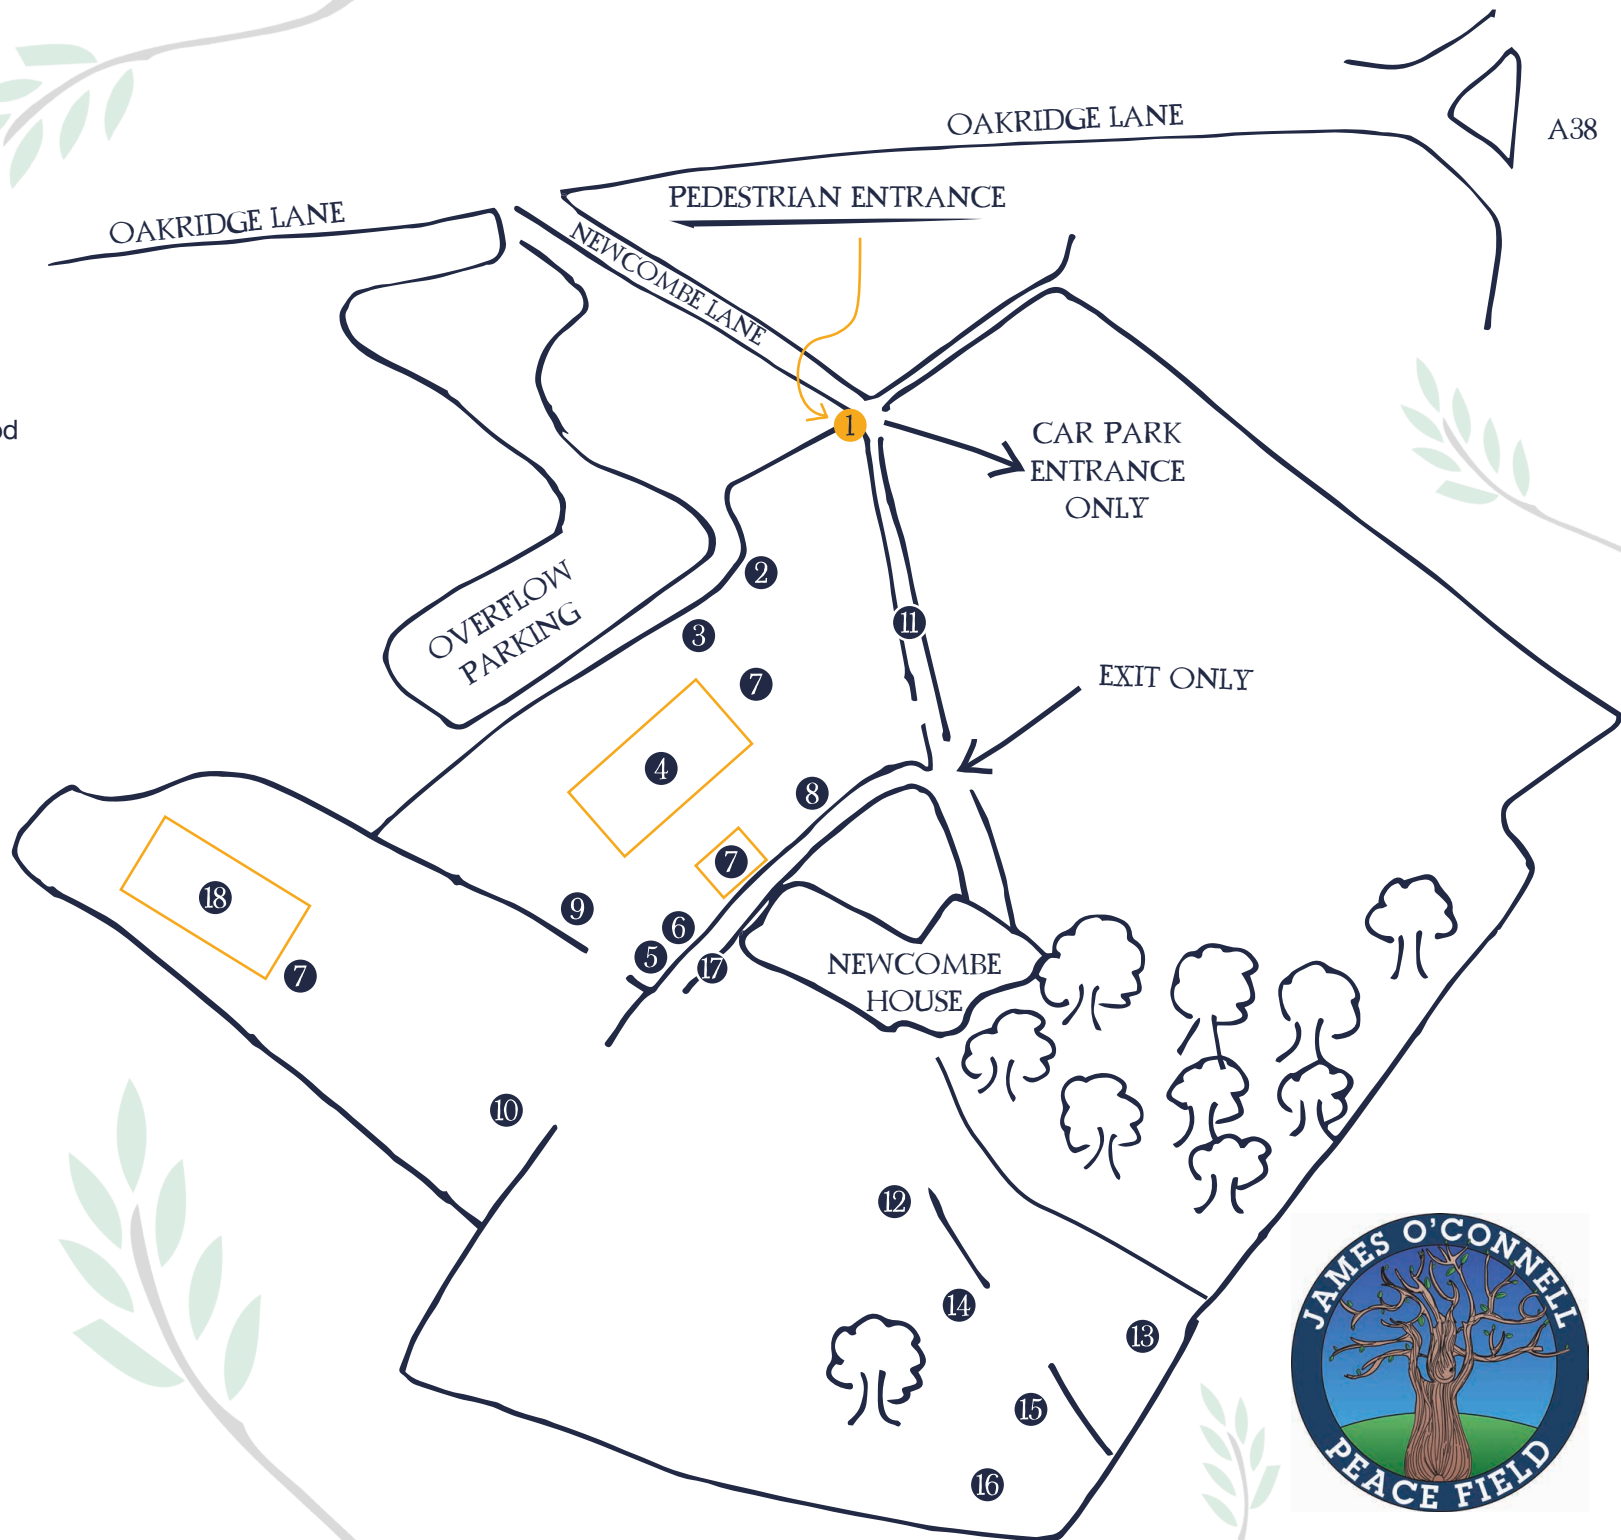 A38
OAKRIDGE LANE
PEDESTRIAN ENTRANCE
OAKRIDGE LANE
NEWCOMBE LANE
1
CAR PARK
ENTRANCE
ONLY
od
2
OVERFLOW
PARKING
3
11
7
EXIT ONLY
4
8
7
18
9
6
5
17
7
NEWCOMBE
HOUSE
10
12
14
13
15
16
JAMES O'CONNELL
PEACE FIELD